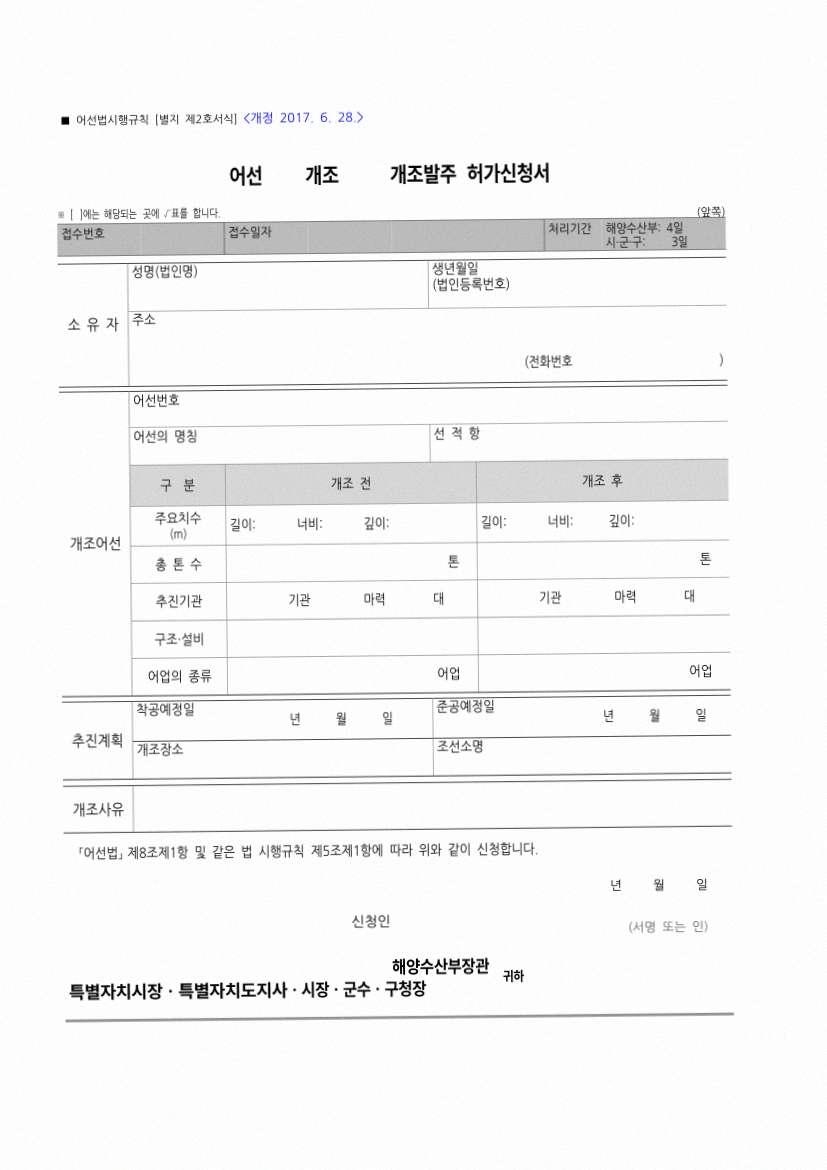 ■ 어선법시행규칙 [별지 제2호서식] <개정 2017. 6. 28.>
어선 개조 개조발주 허가신청서
※ [ ]에는 해당되는 곳에 √표를 합니다. (앞쪽)
접수번호 접수일자 처리기간 해양수산부: 4일
시·군·구: 3일
성명(법인명) 생년월일
(법인등록번호)
소 유 자
주소
(전화번호 )
어선번호
어선의 명칭 선 적 항
개조어선
구 분 개조 전 개조 후
주요치수
(m)
길이: 너비: 깊이: 길이: 너비: 깊이:
총 톤 수 톤 톤
추진기관 기관 마력 대 기관 마력 대
구조·설비
어업의 종류 어업 어업
추진계획
착공예정일 년 월 일 준공예정일 년 월 일
개조장소 조선소명
개조사유
「어선법」 제8조제1항 및 같은 법 시행규칙 제5조제1항에 따라 위와 같이 신청합니다.
년 월 일
신청인 (서명 또는 인)
해양수산부장관
특별자치시장 · 특별자치도지사 · 시장 · 군수 · 구청장 귀하